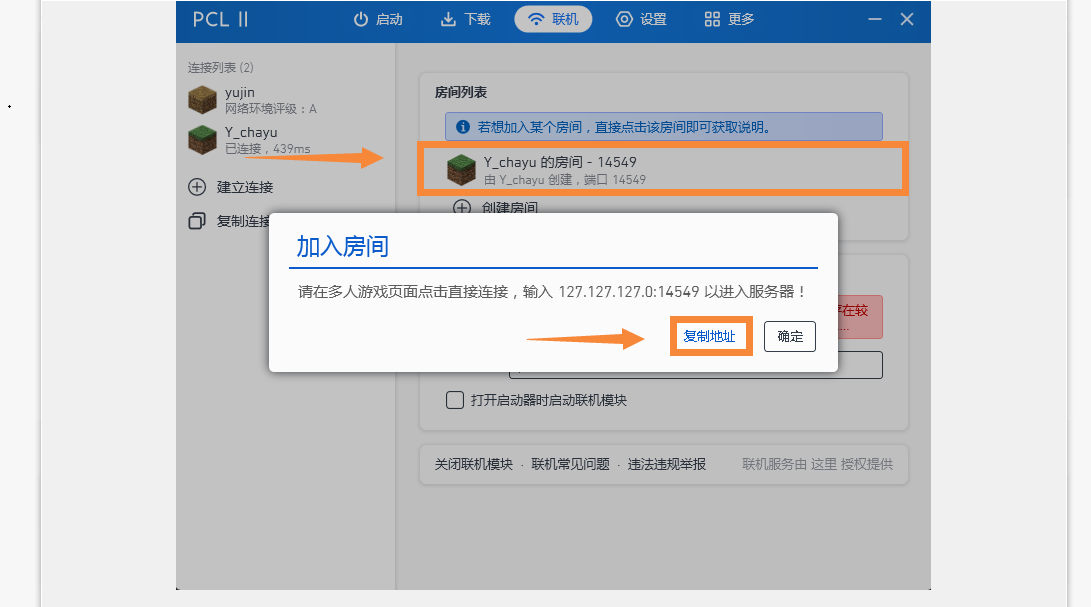 PCL II 启动 下载 联机 设置 更多
连接列表 (2)
yujin
网络环境评级：A
Y_chayu
已连接，439ms
建立连接
复制连接
房间列表
若想加入某个房间，直接点击该房间即可获取说明。
Y_chayu 的房间 - 14549
由 Y_chayu 创建，端口 14549
创建房间
加入房间
请在多人游戏页面点击直接连接，输入 127.127.127.0:14549 以进入服务器！
复制地址 确定
在较
...
打开启动器时启动联机模块
关闭联机模块 · 联机常见问题 · 违法违规举报 联机服务由 这里 授权提供